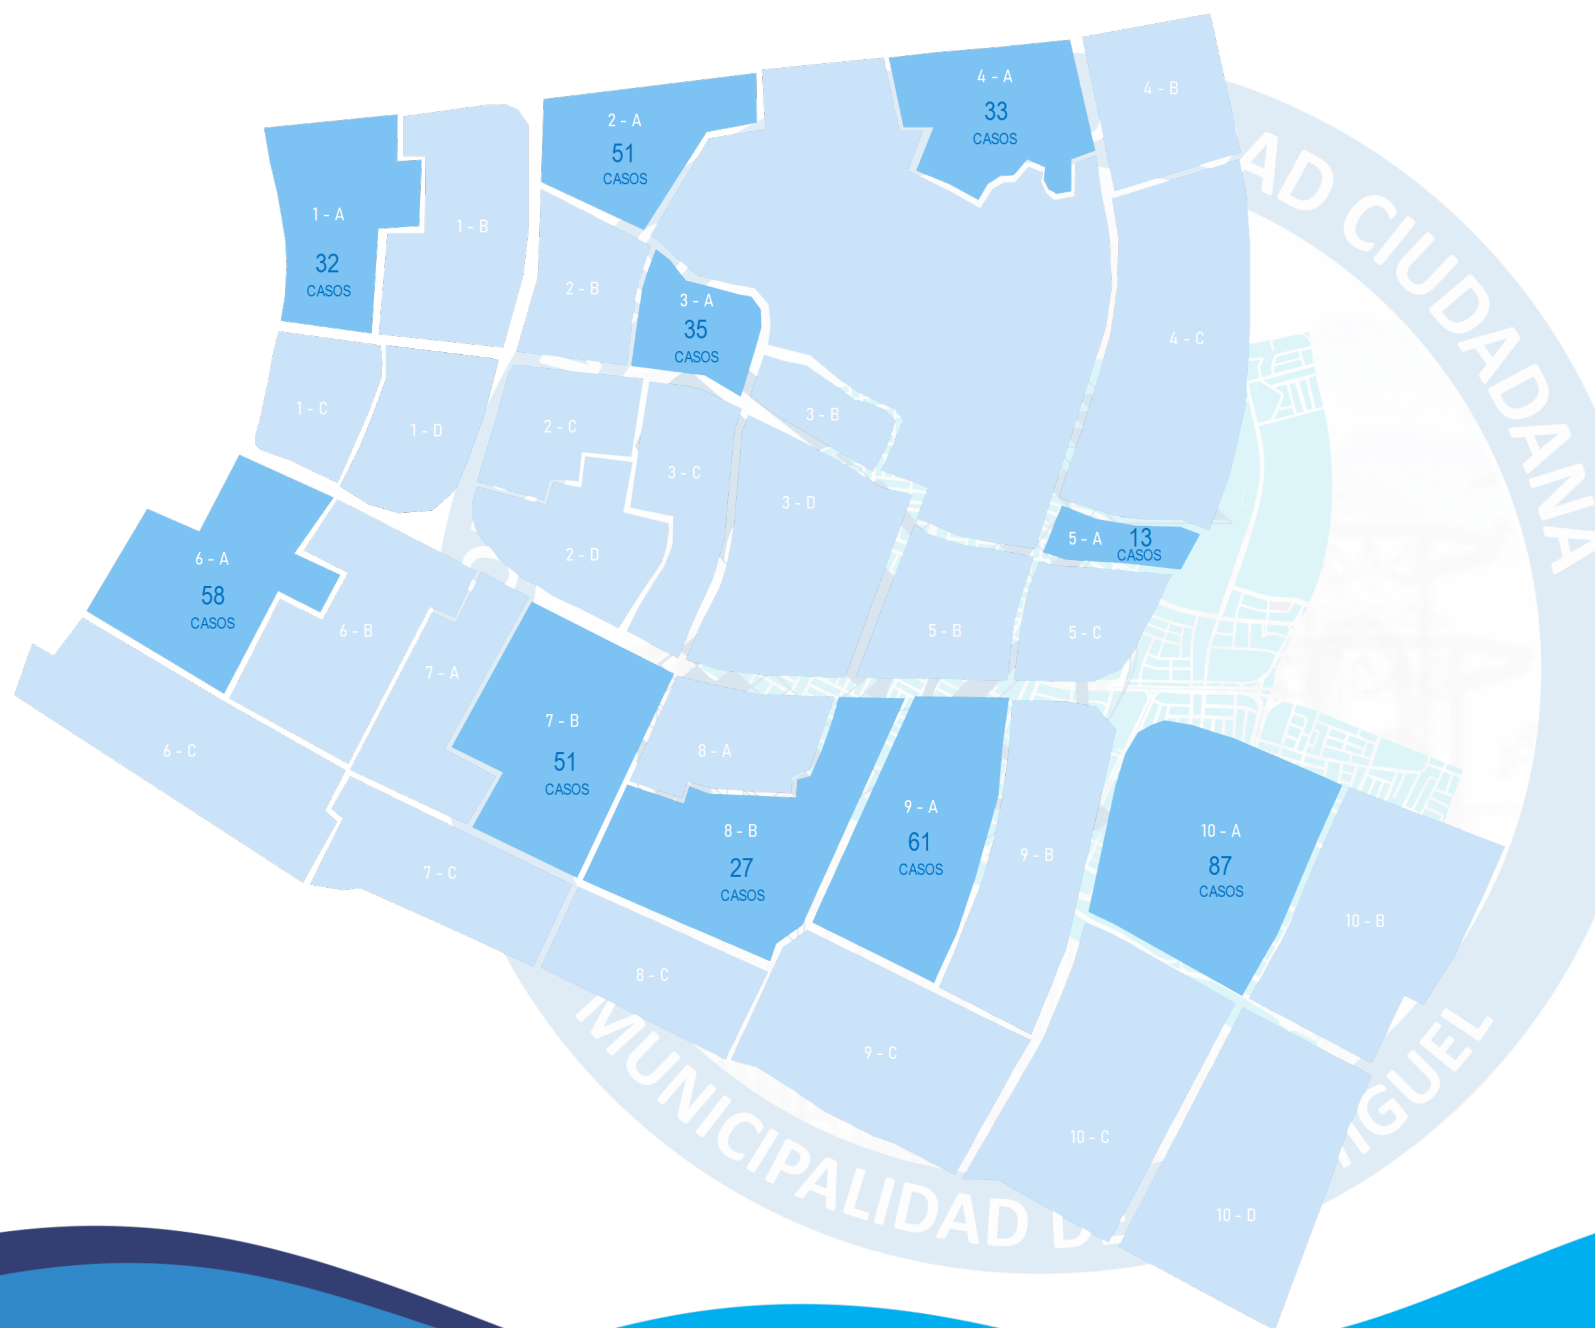 4 - A
33
CASOS
4 - B
2 - A
51
CASOS
1 - A
32
CASOS
1 - B
2 - B
3 - A
35
CASOS
4 - C
1 - C
1 - D
2 - C
3 - B
3 - C
3 - D
2 - D
5 - A
13
CASOS
6 - A
58
CASOS
6 - B
5 - B
5 - C
7 - A
6 - C
7 - B
51
CASOS
8 - A
8 - B
27
CASOS
9 - A
61
CASOS
9 - B
10 - A
87
CASOS
7 - C
10 - B
8 - C
9 - C
10 - C
10 - D
AD CIUDADANA
MUNICIPALIDAD D
IGUEL